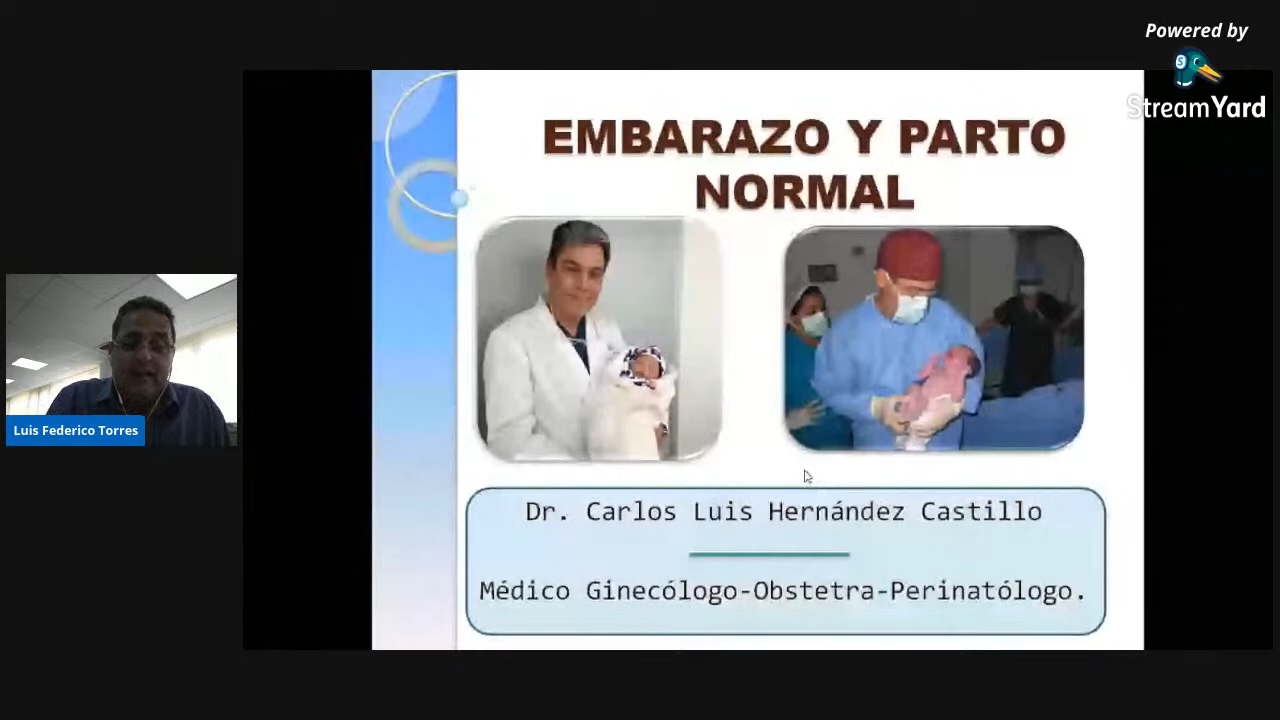 Powered by
StreamYard
EMBARAZO Y PARTO
NORMAL
Luis Federico Torres
Dr. Carlos Luis Hernández Castillo
Médico Ginecólogo-Obstetra-Perinatólogo.